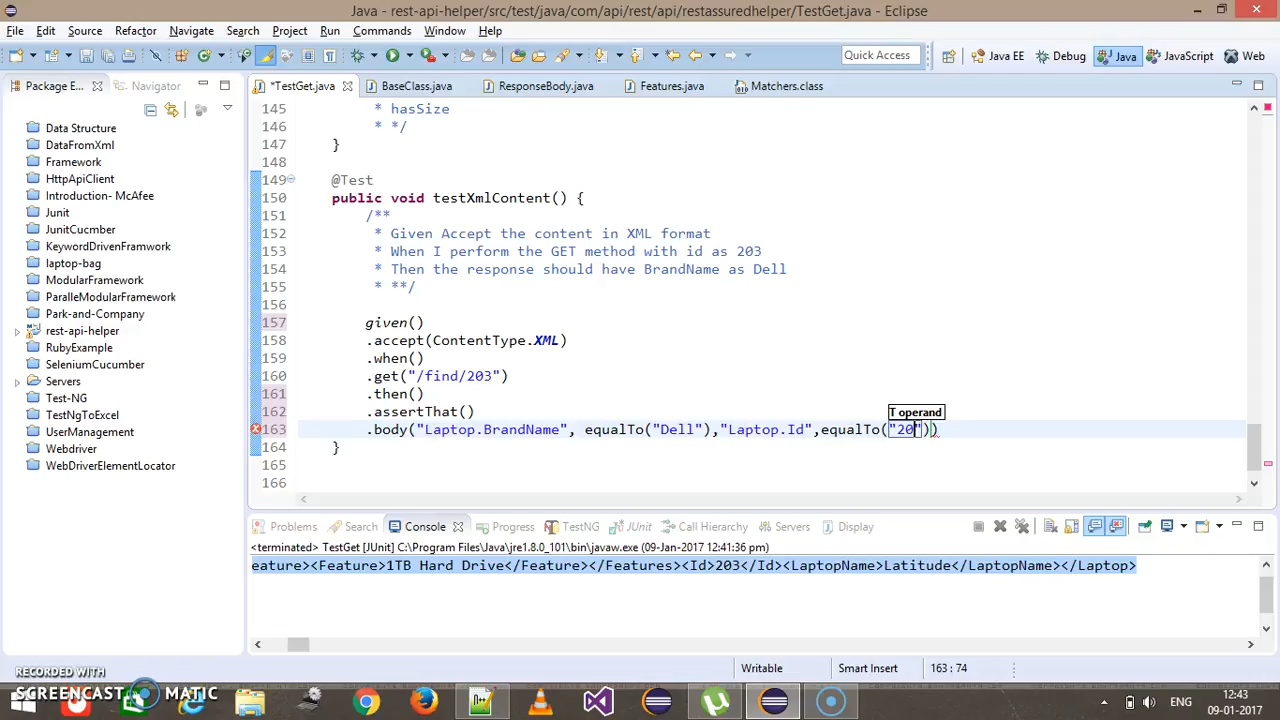 Java - rest-api-helper/src/test/java/com/api/rest/api/restassuredhelper/TestGet.java - Eclipse
File Edit Source Refactor Navigate Search Project Run Commands Window Help
Quick Access Java EE Debug Java JavaScript Web
Package E... Navigator
*TestGet.java BaseClass.java ResponseBody.java Features.java Matchers.class
Data Structure
DataFromXml
Framework
HttpApiClient
Introduction- McAfee
Junit
JunitCucmber
KeywordDrivenFramwork
laptop-bag
ModularFramework
ParalleModularFramework
Park-and-Company
rest-api-helper
RubyExample
SeleniumCucumber
Servers
Test-NG
TestNgToExcel
UserManagement
Webdriver
WebDriverElementLocator
145 * hasSize
146 * */
147 }
148
149 @Test
150 public void testXmlContent() {
151 /**
152 * Given Accept the content in XML format
153 * When I perform the GET method with id as 203
154 * Then the response should have BrandName as Dell
155 * **/
156
157 given()
158 .accept(ContentType.XML)
159 .when()
160 .get("/find/203")
161 .then()
162 .assertThat()
T operand
163 .body("Laptop.BrandName", equalTo("Dell"),"Laptop.Id",equalTo("20"))
164 }
165
166
Problems Search Console Progress TestNG JUnit Call Hierarchy Servers Display
<terminated> TestGet [JUnit] C:\Program Files\Java\jre1.8.0_101\bin\javaw.exe (09-Jan-2017 12:41:36 pm)
eature><Feature>1TB Hard Drive</Feature></Features><Id>203</Id><LaptopName>Latitude</LaptopName></Laptop>
Writable Smart Insert 163 : 74
RECORDED WITH
SCREENCAST MATIC
ENG
12:43
09-01-2017